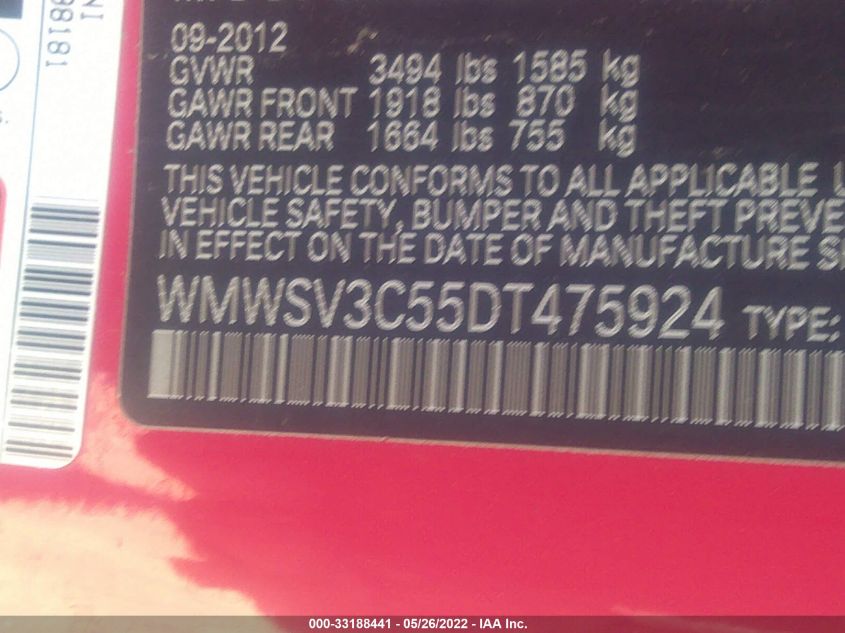 09-2012
GVWR 3494 lbs 1585 kg
GAWR FRONT 1918 lbs 870 kg
GAWR REAR 1664 lbs 755 kg
THIS VEHICLE CONFORMS TO ALL APPLICABLE
VEHICLE SAFETY, BUMPER AND THEFT PREVE
IN EFFECT ON THE DATE OF MANUFACTURE S
WMWSV3C55DT475924 TYPE:
98181
000-33188441 - 05/26/2022 - IAA Inc.